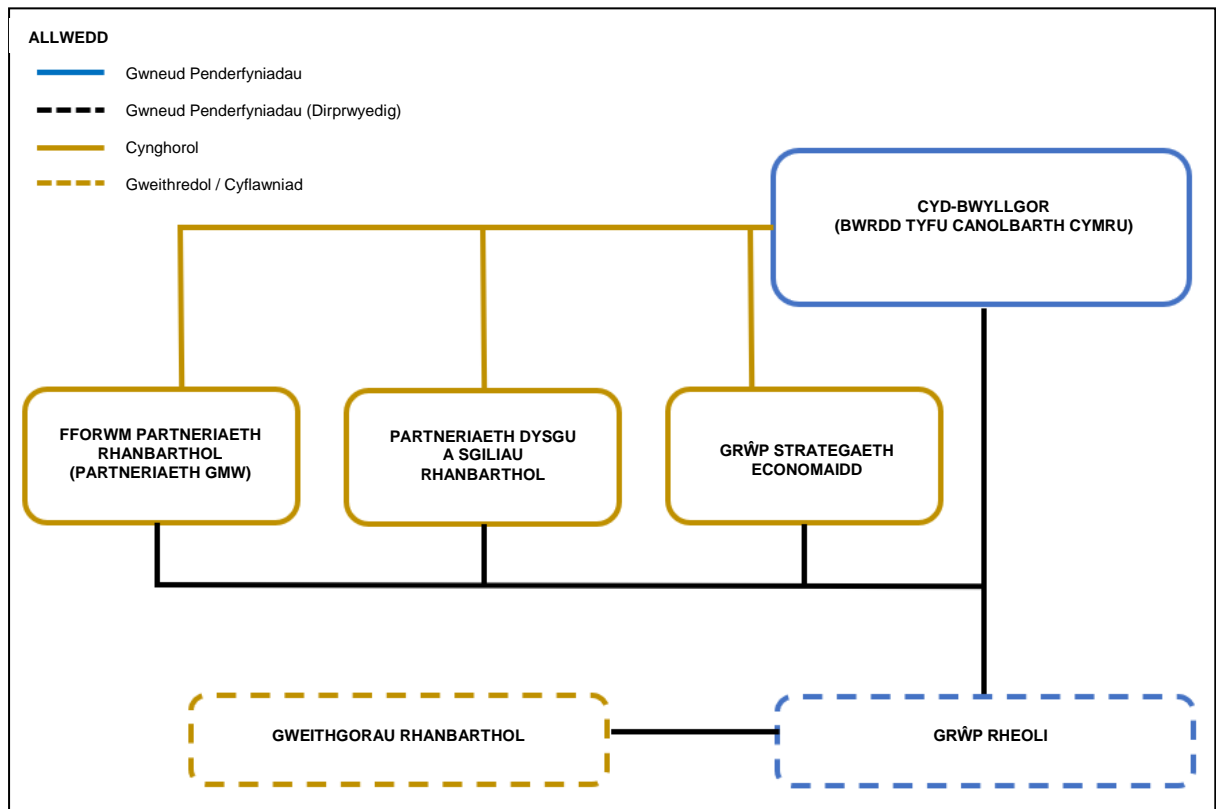 ALLWEDD
Gwneud Penderfyniadau
Gwneud Penderfyniadau (Dirprwyedig)
Cynghorol
Gweithredol / Cyflawniad
CYD-BWYLLGOR
(BWRDD TYFU CANOLBARTH CYMRU)
FFORWM PARTNERIAETH
RHANBARTHOL
(PARTNERIAETH GMW)
PARTNERIAETH DYSGU
A SGILIAU
RHANBARTHOL
GRŴP STRATEGAETH
ECONOMAIDD
GWEITHGORAU RHANBARTHOL
GRŴP RHEOLI